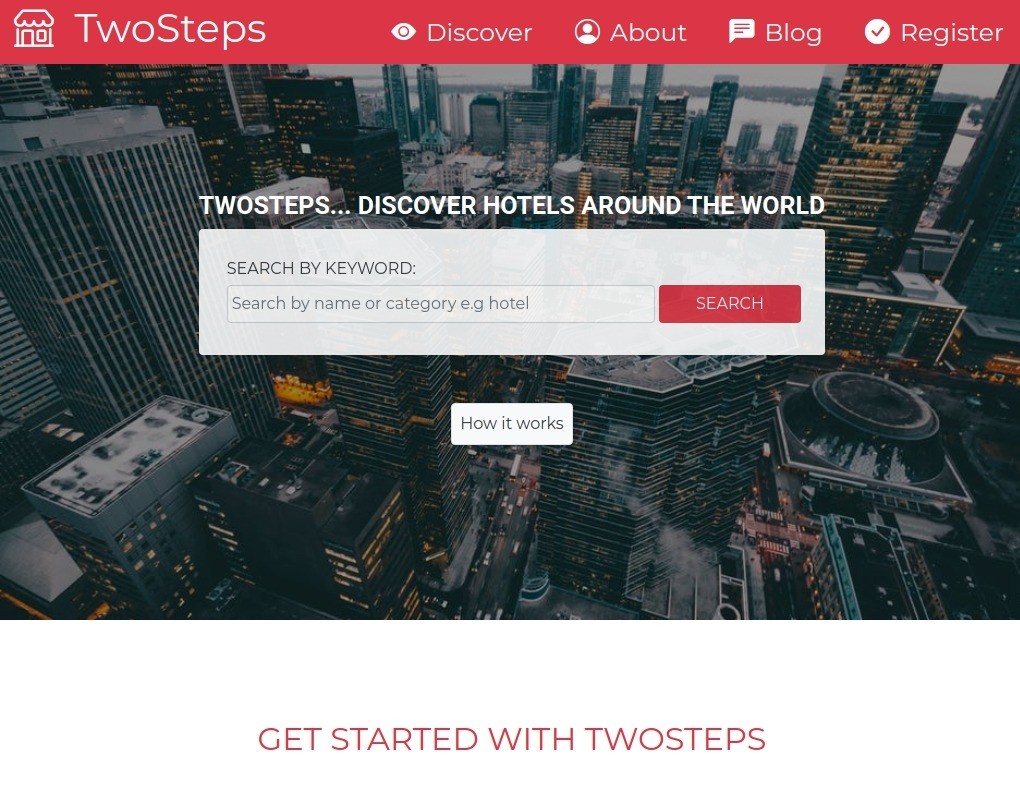 TwoSteps
Discover
About
Blog
Register
TWOSTEPS... DISCOVER HOTELS AROUND THE WORLD
SEARCH BY KEYWORD:
Search by name or category e.g hotel
SEARCH
How it works
GET STARTED WITH TWOSTEPS